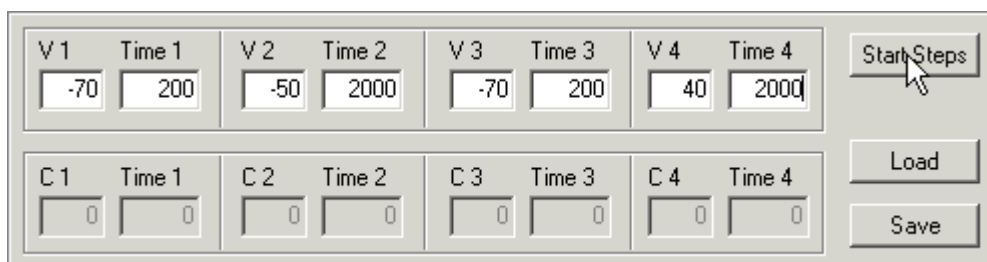 V 1 Time 1 V 2 Time 2 V 3 Time 3 V 4 Time 4 Start Steps
-70 200 -50 2000 -70 200 40 2000
Load
C 1 Time 1 C 2 Time 2 C 3 Time 3 C 4 Time 4
0 0 0 0 0 0 0 0 Save